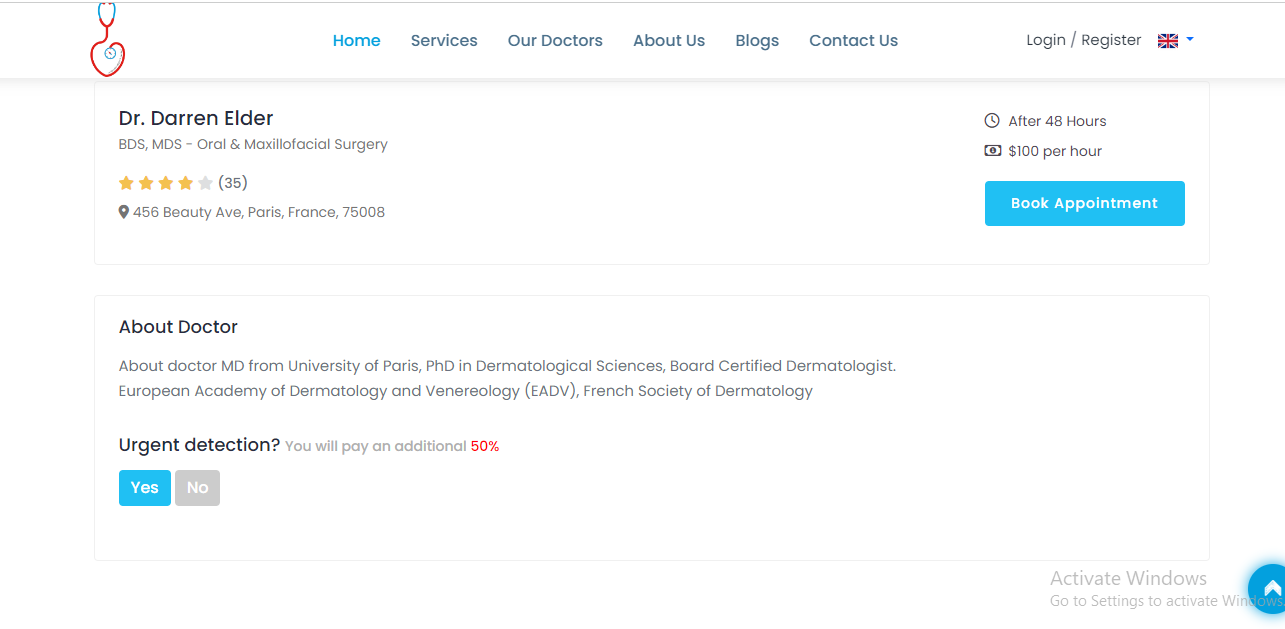 Home Services Our Doctors About Us Blogs Contact Us Login / Register
Dr. Darren Elder
BDS, MDS - Oral & Maxillofacial Surgery
(35)
456 Beauty Ave, Paris, France, 75008
After 48 Hours
$100 per hour
Book Appointment
About Doctor
About doctor MD from University of Paris, PhD in Dermatological Sciences, Board Certified Dermatologist.
European Academy of Dermatology and Venereology (EADV), French Society of Dermatology
Urgent detection? You will pay an additional 50%
Yes No
Activate Windows
Go to Settings to activate Windows.